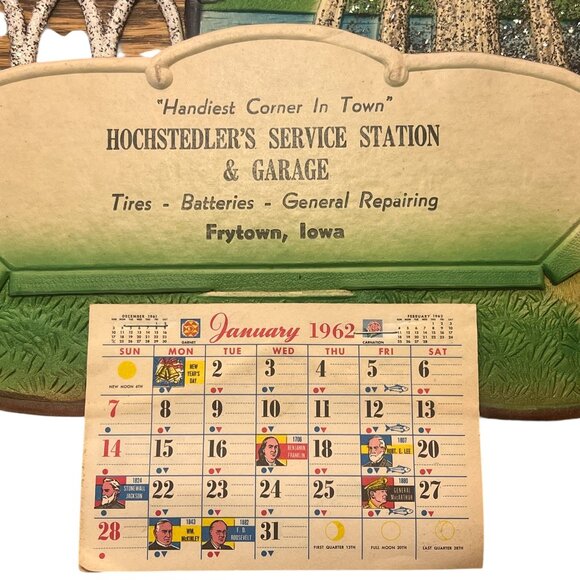 "Handiest Corner In Town"
HOCHSTEDLER'S SERVICE STATION
& GARAGE
Tires - Batteries - General Repairing
Frytown, Iowa
DECEMBER 1961
GARNET
January 1962
CARNATION
FEBRUARY 1962
SUN MON TUE WED THU FRI SAT
NEW MOON 6TH
NEW YEAR'S DAY
2 3 4 5 6
7 8 9 10 11 12 13
14 15 16
1706 BENJAMIN FRANKLIN
18
1807 ROBT. E. LEE
20
1824 STONEWALL JACKSON
22 23 24 25
1880 GENERAL McARTHUR
27
28
1843 WM. McKINLEY
1882 F. D. ROOSEVELT
31
FIRST QUARTER 13TH
FULL MOON 20TH
LAST QUARTER 28TH